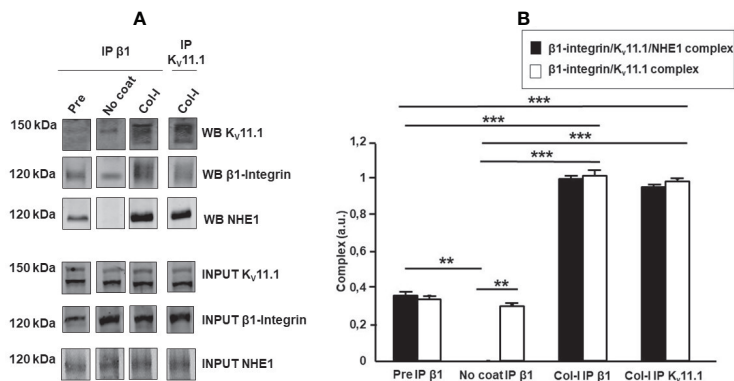 A
IP β1
IP
KV11.1
Pre
No coat
Col-I
Col-I
150 kDa
WB KV11.1
120 kDa
WB β1-Integrin
120 kDa
WB NHE1
150 kDa
INPUT KV11.1
120 kDa
INPUT β1-Integrin
120 kDa
INPUT NHE1
B
β1-integrin/Kv11.1/NHE1 complex
β1-integrin/Kv11.1 complex
***
***
***
***
**
**
Complex (a.u.)
1,2
1
0,8
0,6
0,4
0,2
0
Pre IP β1
No coat IP β1
Col-I IP β1
Col-I IP KV11.1